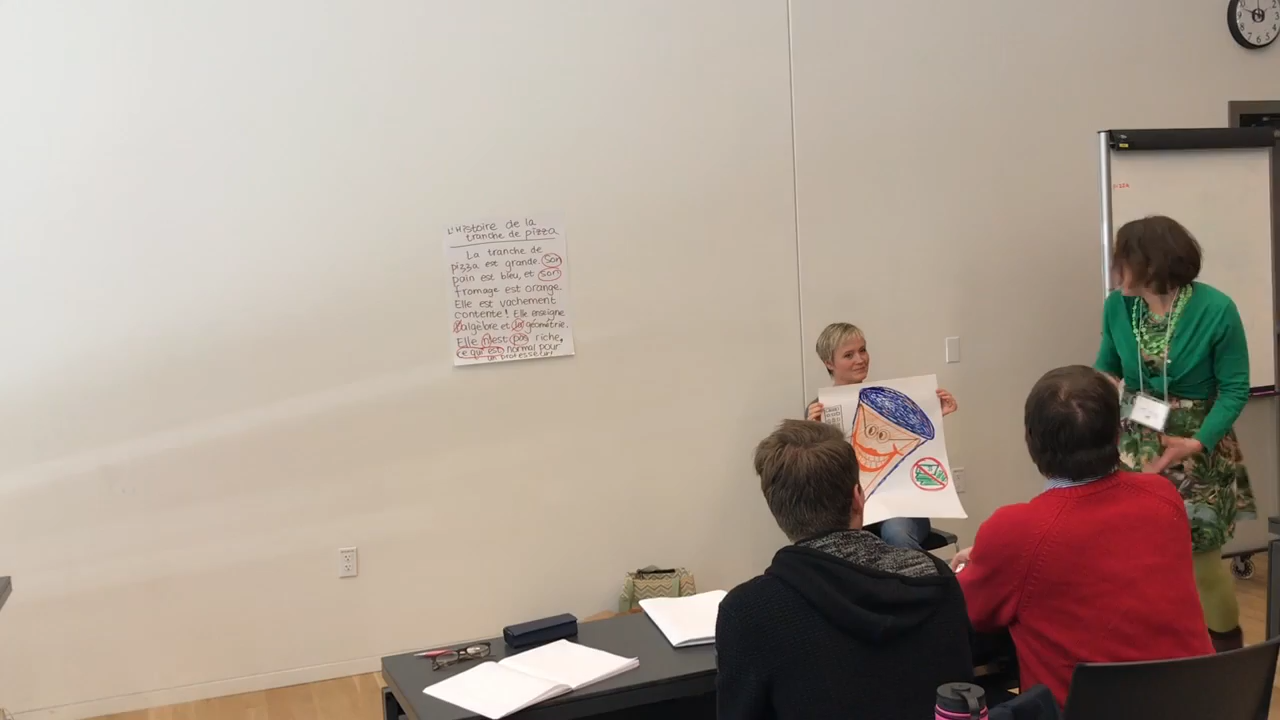 L'Histoire de la
tranche de pizza
La tranche de
pizza est grande. Son
pain est bleu, et son
fromage est orange.
Elle est vachement
contente! Elle enseigne
l'algèbre et la géométrie.
Elle n'est pas riche,
ce qui est normal pour
un professeur!